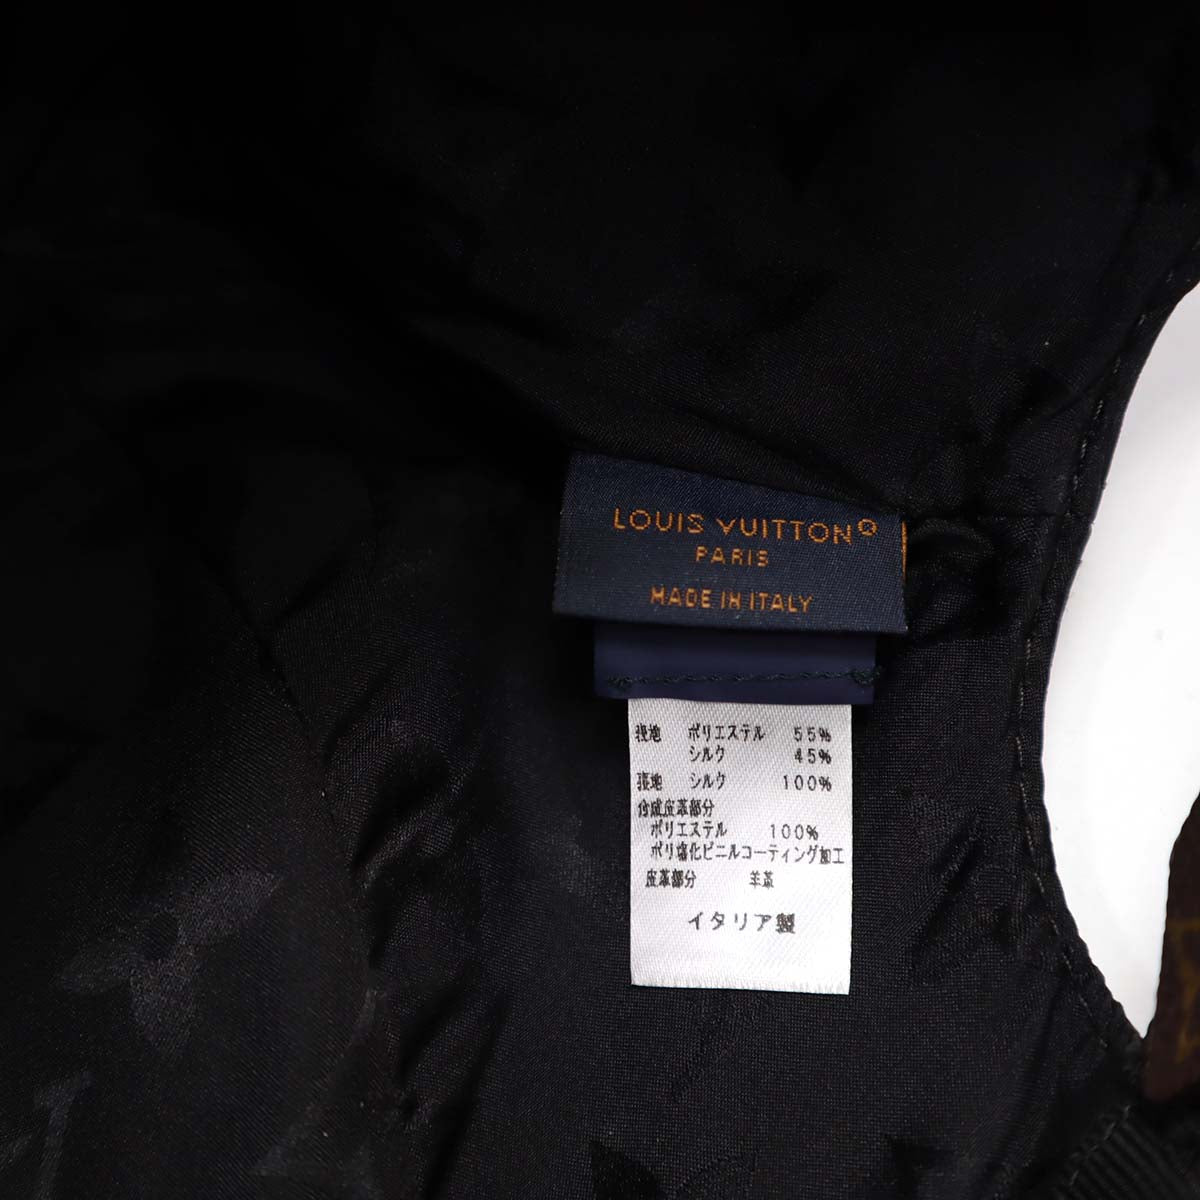 LOUIS VUITTON®
PARIS
MADE IN ITALY
表地 ポリエステル 55%
シルク 45%
裏地 シルク 100%
合成皮革部分
ポリエステル 100%
ポリ塩化ビニルコーティング加工
皮革部分 羊革
イタリア製